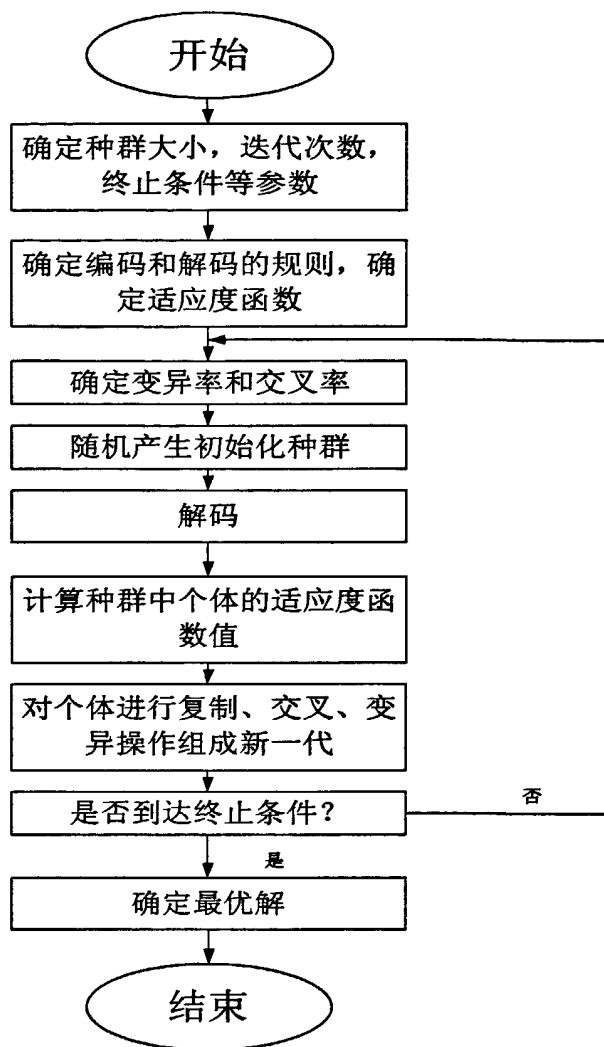 开始
确定种群大小，迭代次数，
终止条件等参数
确定编码和解码的规则，确
定适应度函数
确定变异率和交叉率
随机产生初始化种群
解码
计算种群中个体的适应度函
数值
对个体进行复制、交叉、变
异操作组成新一代
是否到达终止条件？
否
是
确定最优解
结束